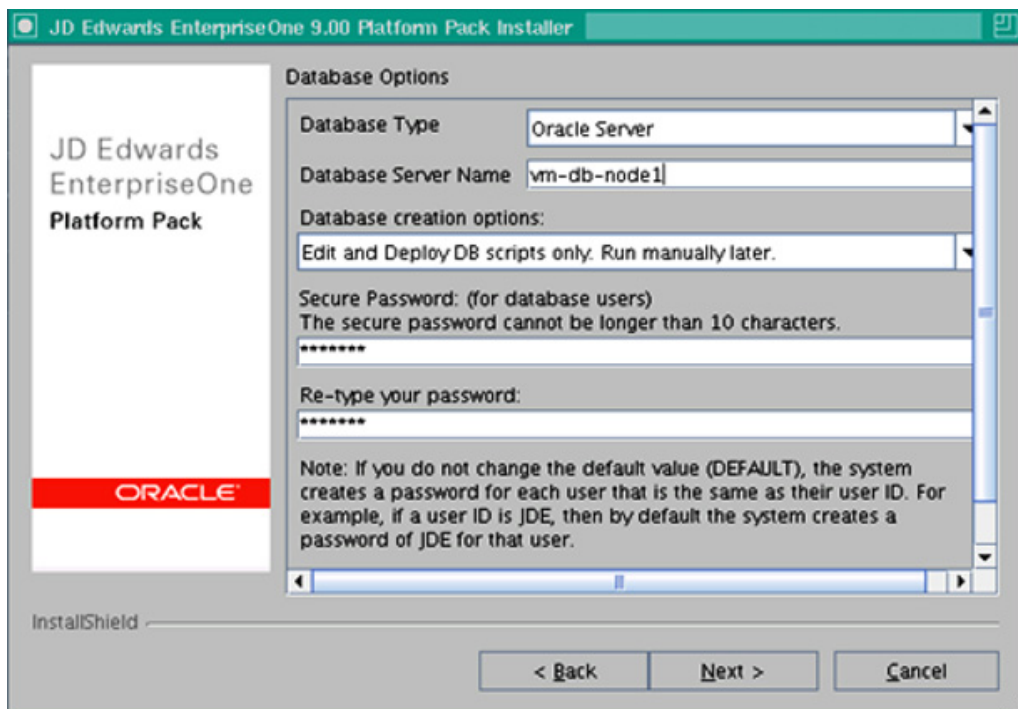 JD Edwards EnterpriseOne 9.00 Platform Pack Installer
JD Edwards
EnterpriseOne
Platform Pack
ORACLE
Database Options
Database Type Oracle Server
Database Server Name vm-db-node1
Database creation options:
Edit and Deploy DB scripts only. Run manually later.
Secure Password: (for database users)
The secure password cannot be longer than 10 characters.
*******
Re-type your password:
*******
Note: If you do not change the default value (DEFAULT), the system
creates a password for each user that is the same as their user ID. For
example, if a user ID is JDE, then by default the system creates a
password of JDE for that user.
InstallShield
< Back Next > Cancel